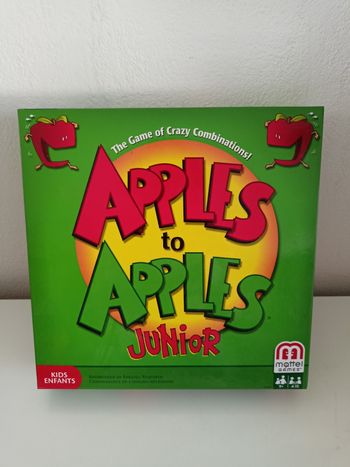 The Game of Crazy Combinations!
APPLES
to
APPLES
JUNIOR
mattel
GAMES
KIDS
ENFANTS